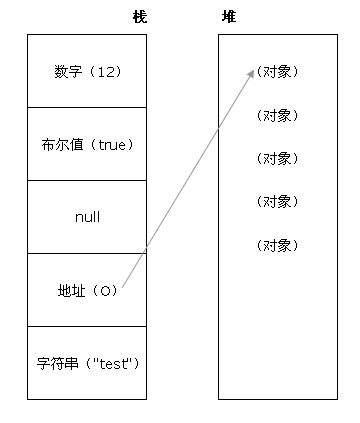 栈 堆
数字（12）
布尔值（true）
null
地址（O）
字符串（"test"）
（对象）
（对象）
（对象）
（对象）
（对象）